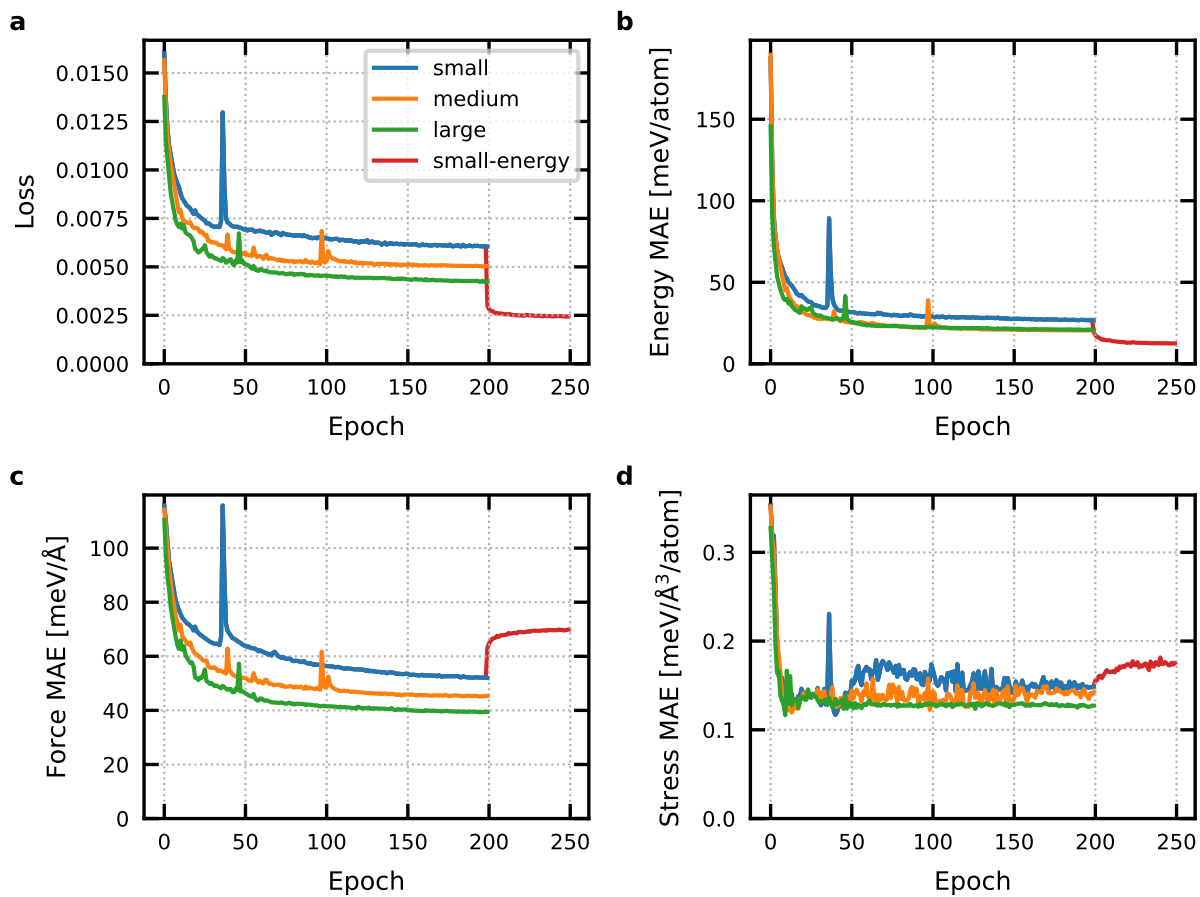 a
0.0150
0.0125
0.0100
0.0075
0.0050
0.0025
0.0000
Loss
small
medium
large
small-energy
0 50 100 150 200 250
Epoch
b
150
100
50
0
Energy MAE [meV/atom]
0 50 100 150 200 250
Epoch
c
100
80
60
40
20
0
Force MAE [meV/Å]
0 50 100 150 200 250
Epoch
d
0.3
0.2
0.1
0.0
Stress MAE [meV/Å³/atom]
0 50 100 150 200 250
Epoch